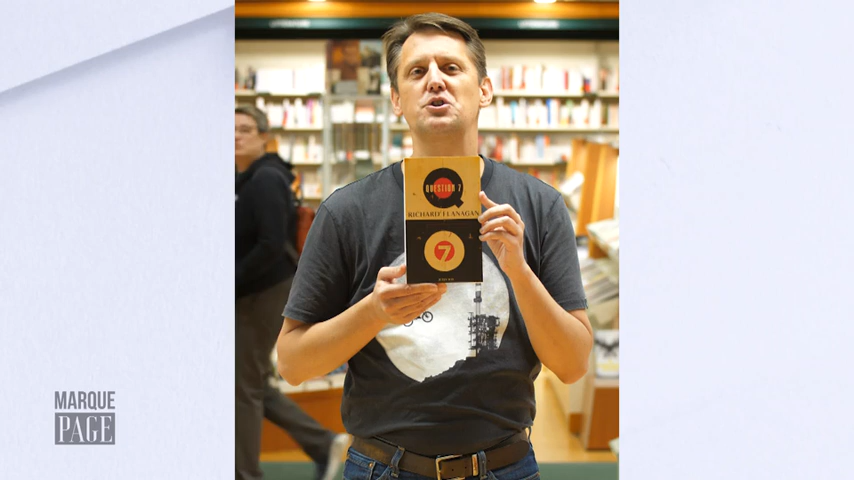 QUESTION 7
RICHARD FLANAGAN
7
MARQUE
PAGE